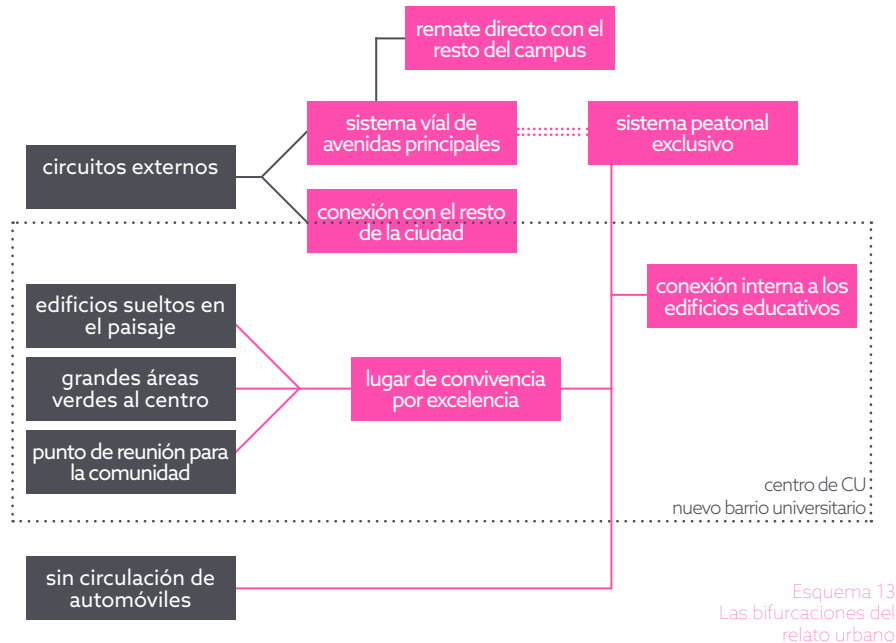 remate directo con el
resto del campus
sistema víal de
avenidas principales
sistema peatonal
exclusivo
circuitos externos
conexión con el resto
de la ciudad
conexión interna a los
edificios educativos
edificios sueltos en
el paisaje
grandes áreas
verdes al centro
lugar de convivencia
por excelencia
punto de reunión para
la comunidad
centro de CU
nuevo barrio universitario
sin circulación de
automóviles
Esquema 13
Las bifurcaciones del
relato urbano